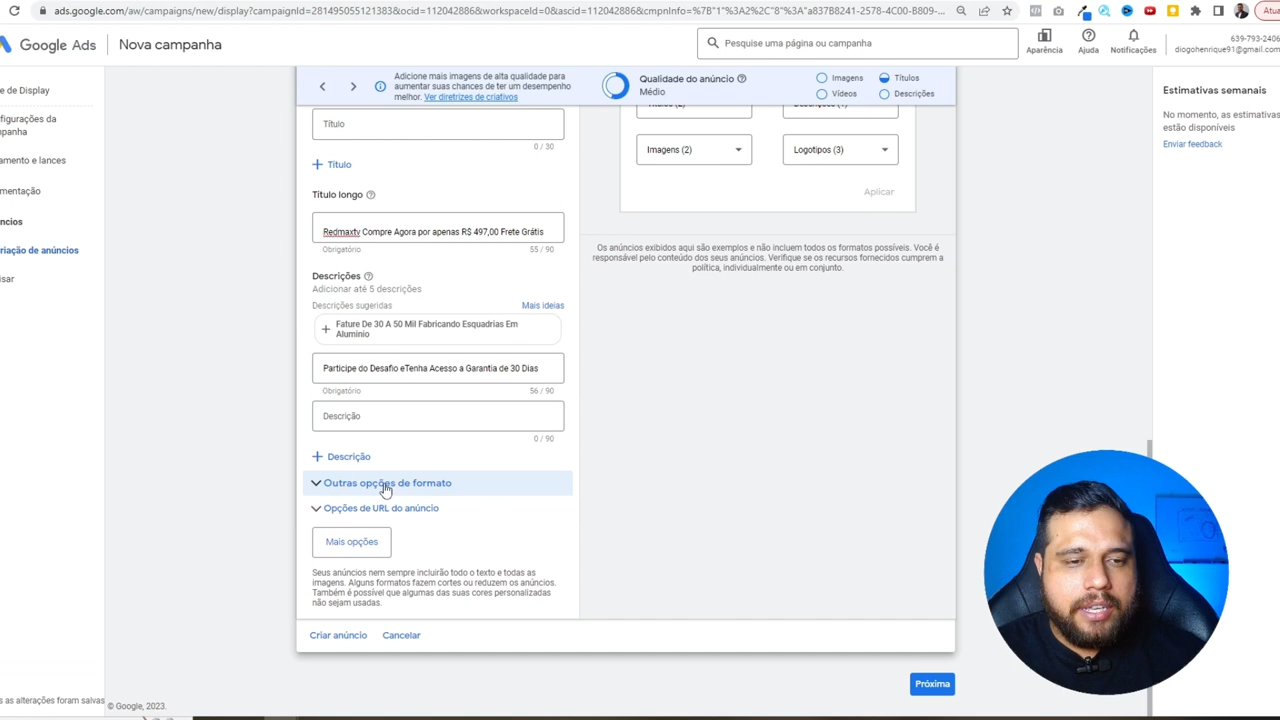 ads.google.com/aw/campaigns/new/display?campaignId=281495055121383&ocid=112042886&workspaceId=0&ascid=112042886&cmpnInfo=%7B"1"%3A2%2C"8"%3A"a837B8241-2578-4C00-B809-...
Atua
Google Ads
Nova campanha
Pesquise uma página ou campanha
Aparência
Ajuda
Notificações
639-793-2406
diogohenrique91@gmail.com
e de Display
figurações da
mpanha
amento e lances
mentação
ncios
riação de anúncios
isar
s as alterações foram salvas
© Google, 2023.
Adicione mais imagens de alta qualidade para
aumentar suas chances de ter um desempenho
melhor. Ver diretrizes de criativos
Qualidade do anúncio
Médio
Imagens
Títulos
Vídeos
Descrições
Título
0 / 30
+ Título
Título longo
Redmaxtv Compre Agora por apenas R$ 497,00 Frete Grátis
Obrigatório
55 / 90
Descrições
Adicionar até 5 descrições
Descrições sugeridas
Mais ideias
+ Fature De 30 A 50 Mil Fabricando Esquadrias Em
Aluminio
Participe do Desafio eTenha Acesso a Garantia de 30 Dias
Obrigatório
56 / 90
Descrição
0 / 90
+ Descrição
Outras opções de formato
Opções de URL do anúncio
Mais opções
Seus anúncios nem sempre incluirão todo o texto e todas as
imagens. Alguns formatos fazem cortes ou reduzem os anúncios.
Também é possível que algumas das suas cores personalizadas
não sejam usadas.
Criar anúncio
Cancelar
Imagens (2)
Logotipos (3)
Aplicar
Os anúncios exibidos aqui são exemplos e não incluem todos os formatos possíveis. Você é
responsável pelo conteúdo dos seus anúncios. Verifique se os recursos fornecidos cumprem a
política, individualmente ou em conjunto.
Próxima
Estimativas semanais
No momento, as estimativas
estão disponíveis
Enviar feedback